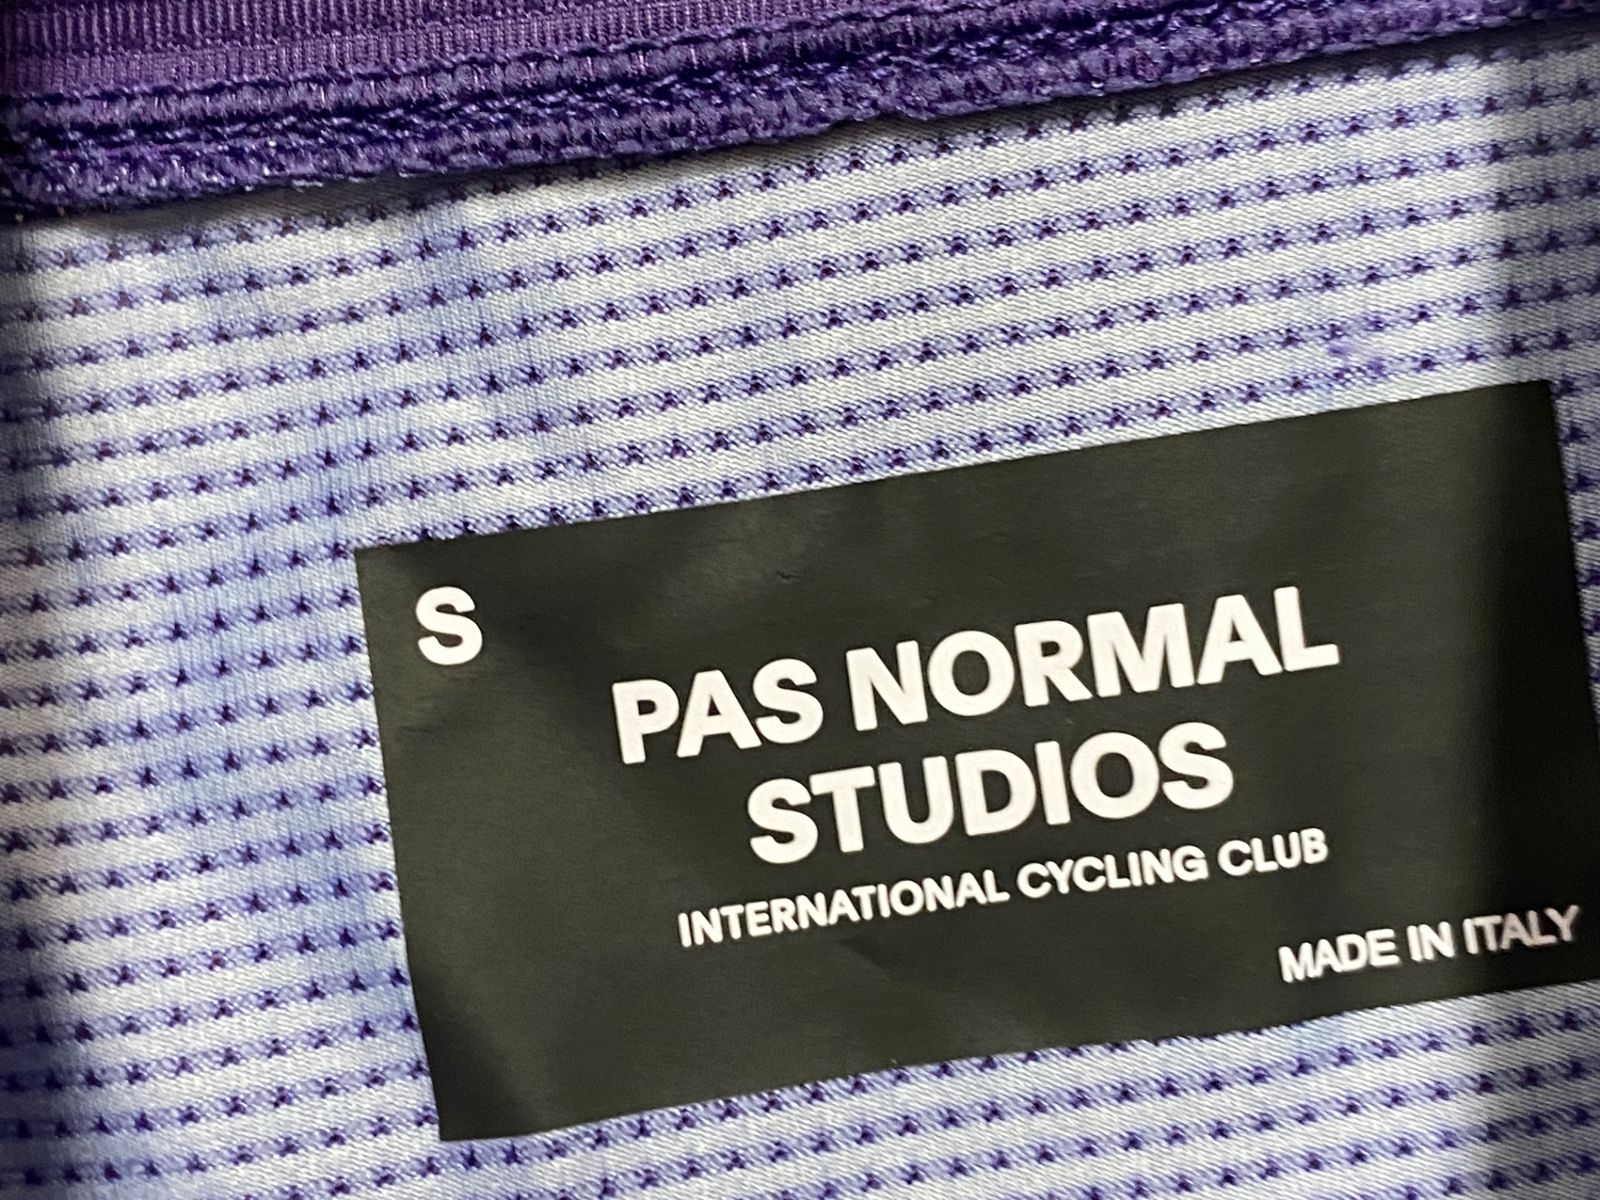 S
PAS NORMAL
STUDIOS
INTERNATIONAL CYCLING CLUB
MADE IN ITALY